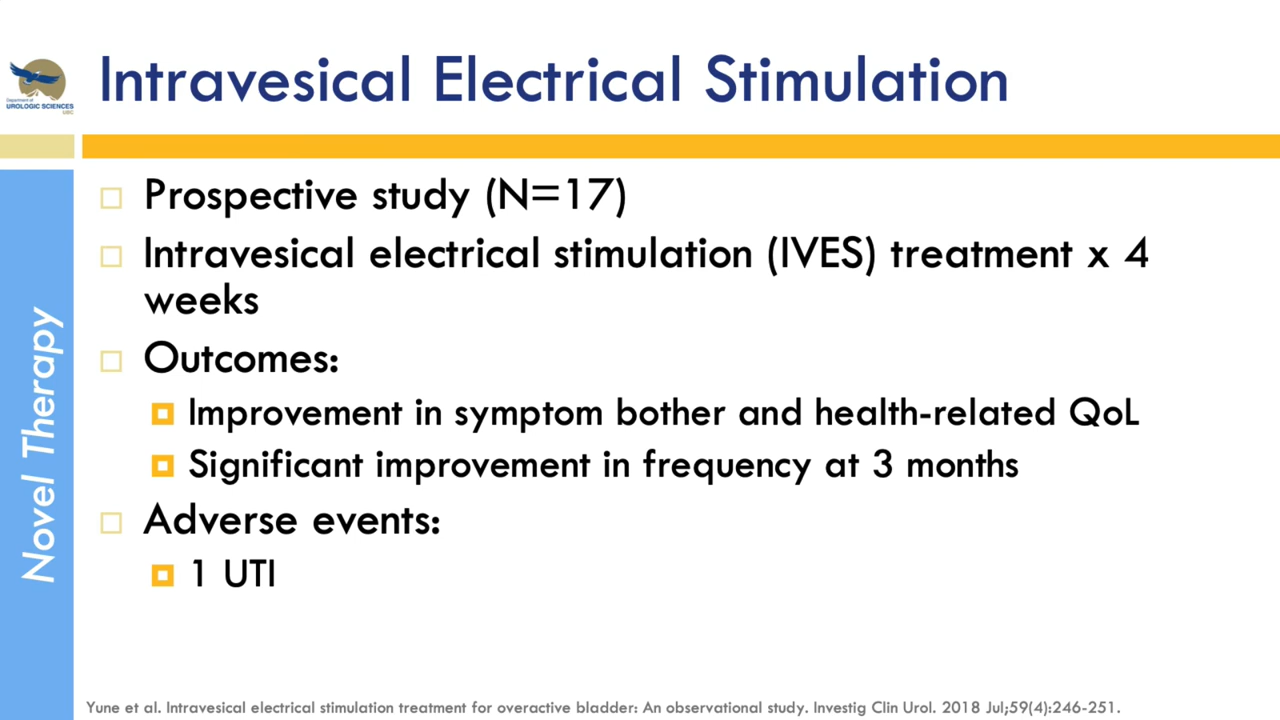 Intravesical Electrical Stimulation
Department of
UROLOGIC SCIENCES
UBC
Novel Therapy
Prospective study (N=17)
Intravesical electrical stimulation (IVES) treatment x 4
weeks
Outcomes:
Improvement in symptom bother and health-related QoL
Significant improvement in frequency at 3 months
Adverse events:
1 UTI
Yune et al. Intravesical electrical stimulation treatment for overactive bladder: An observational study. Investig Clin Urol. 2018 Jul;59(4):246-251.